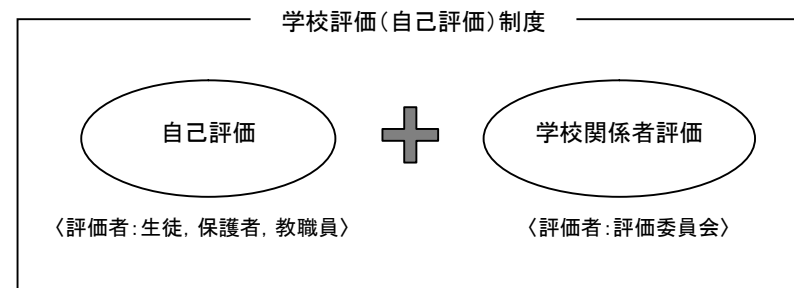 学校評価(自己評価)制度
自己評価
学校関係者評価
〈評価者:生徒, 保護者, 教職員〉
〈評価者:評価委員会〉